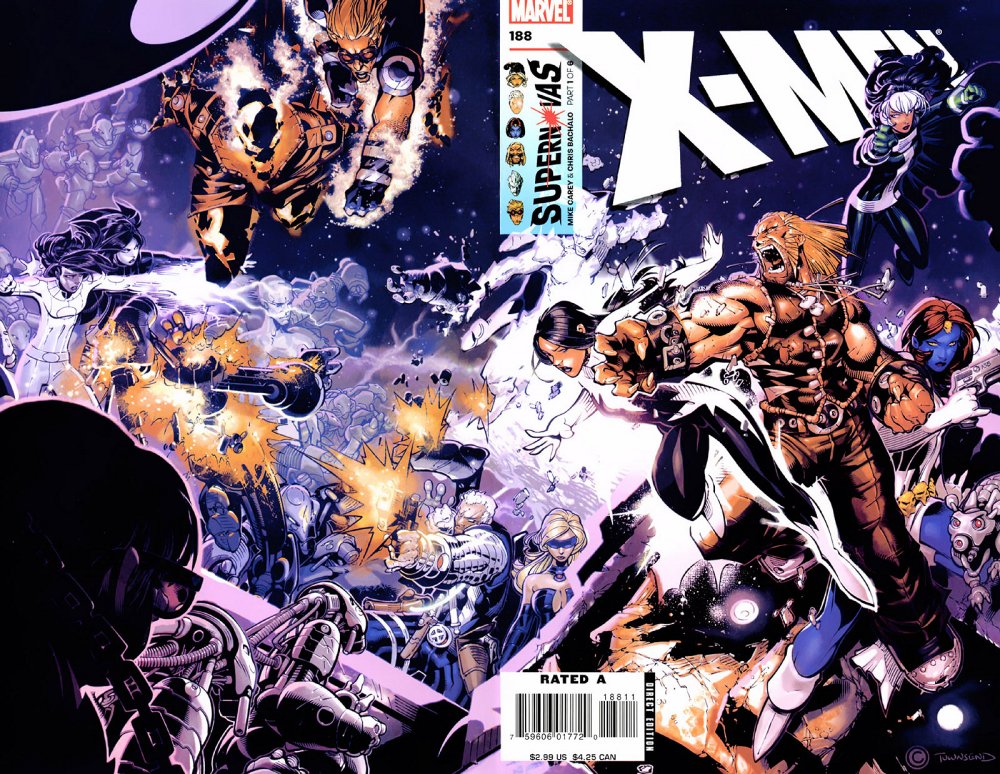 MARVEL®
188
SUPERNOVAS
PART 1 OF 6
MIKE CAREY & CHRIS BACHALO
X-MEN®
RATED A
18811
7 59606 01772 0
$2.99 US $4.25 CAN
DIRECT EDITION
© TOWNSEND